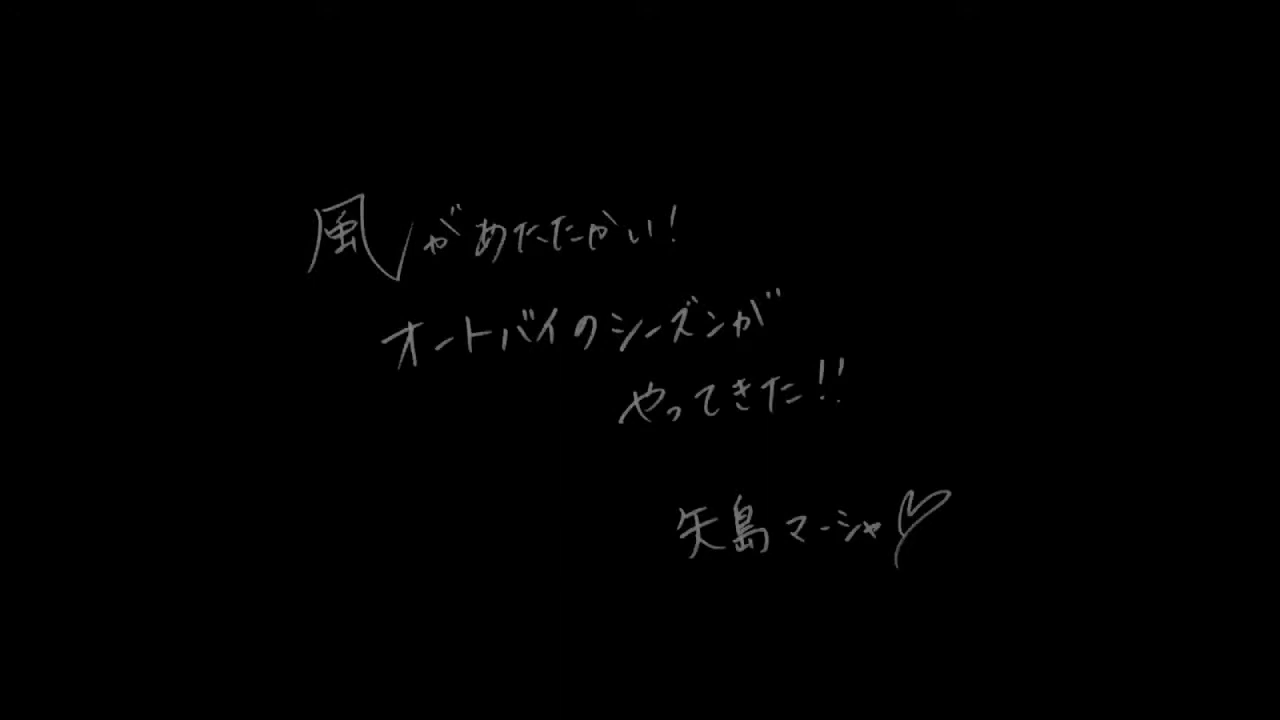 風があたたかい!
オートバイのシーズンが
やってきた!!
矢島マーシャ♡